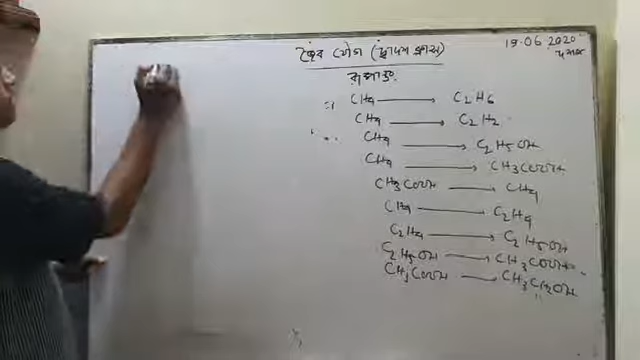 জৈব যৌগ (দ্বাদশ ক্লাস) 19.06.2020
CH4 → C2H6
CH4 → C2H2
CH4 → C2H5OH
CH4 → CH3COOH
CH3COOH → CH4
CH4 → C2H4
C2H4 → C2H5OH
C2H5OH → CH3COOH
CH3COOH → CH3CH2OH